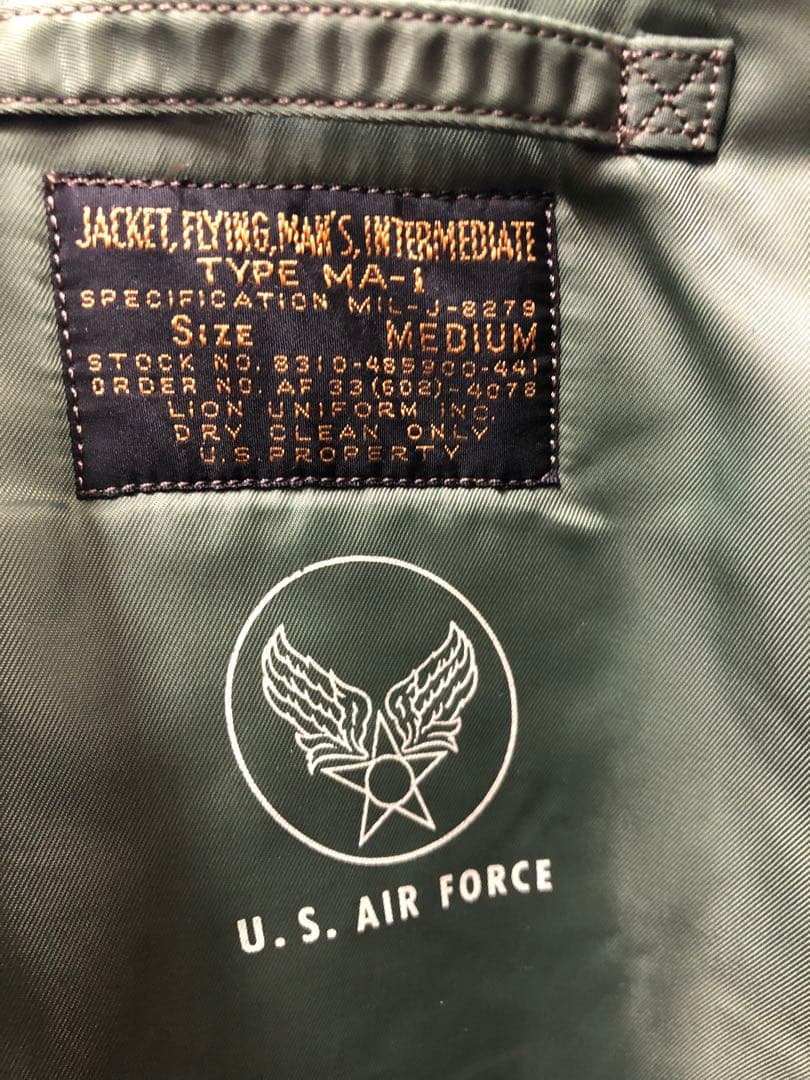 JACKET, FLYING, MAN'S, INTERMEDIATE
TYPE MA-1
SPECIFICATION MIL-J-8279
SIZE MEDIUM
STOCK NO. 8310-485900-441
ORDER NO. AF 33(602)-4078
LION UNIFORM INC.
DRY CLEAN ONLY
U.S. PROPERTY
U.S. AIR FORCE